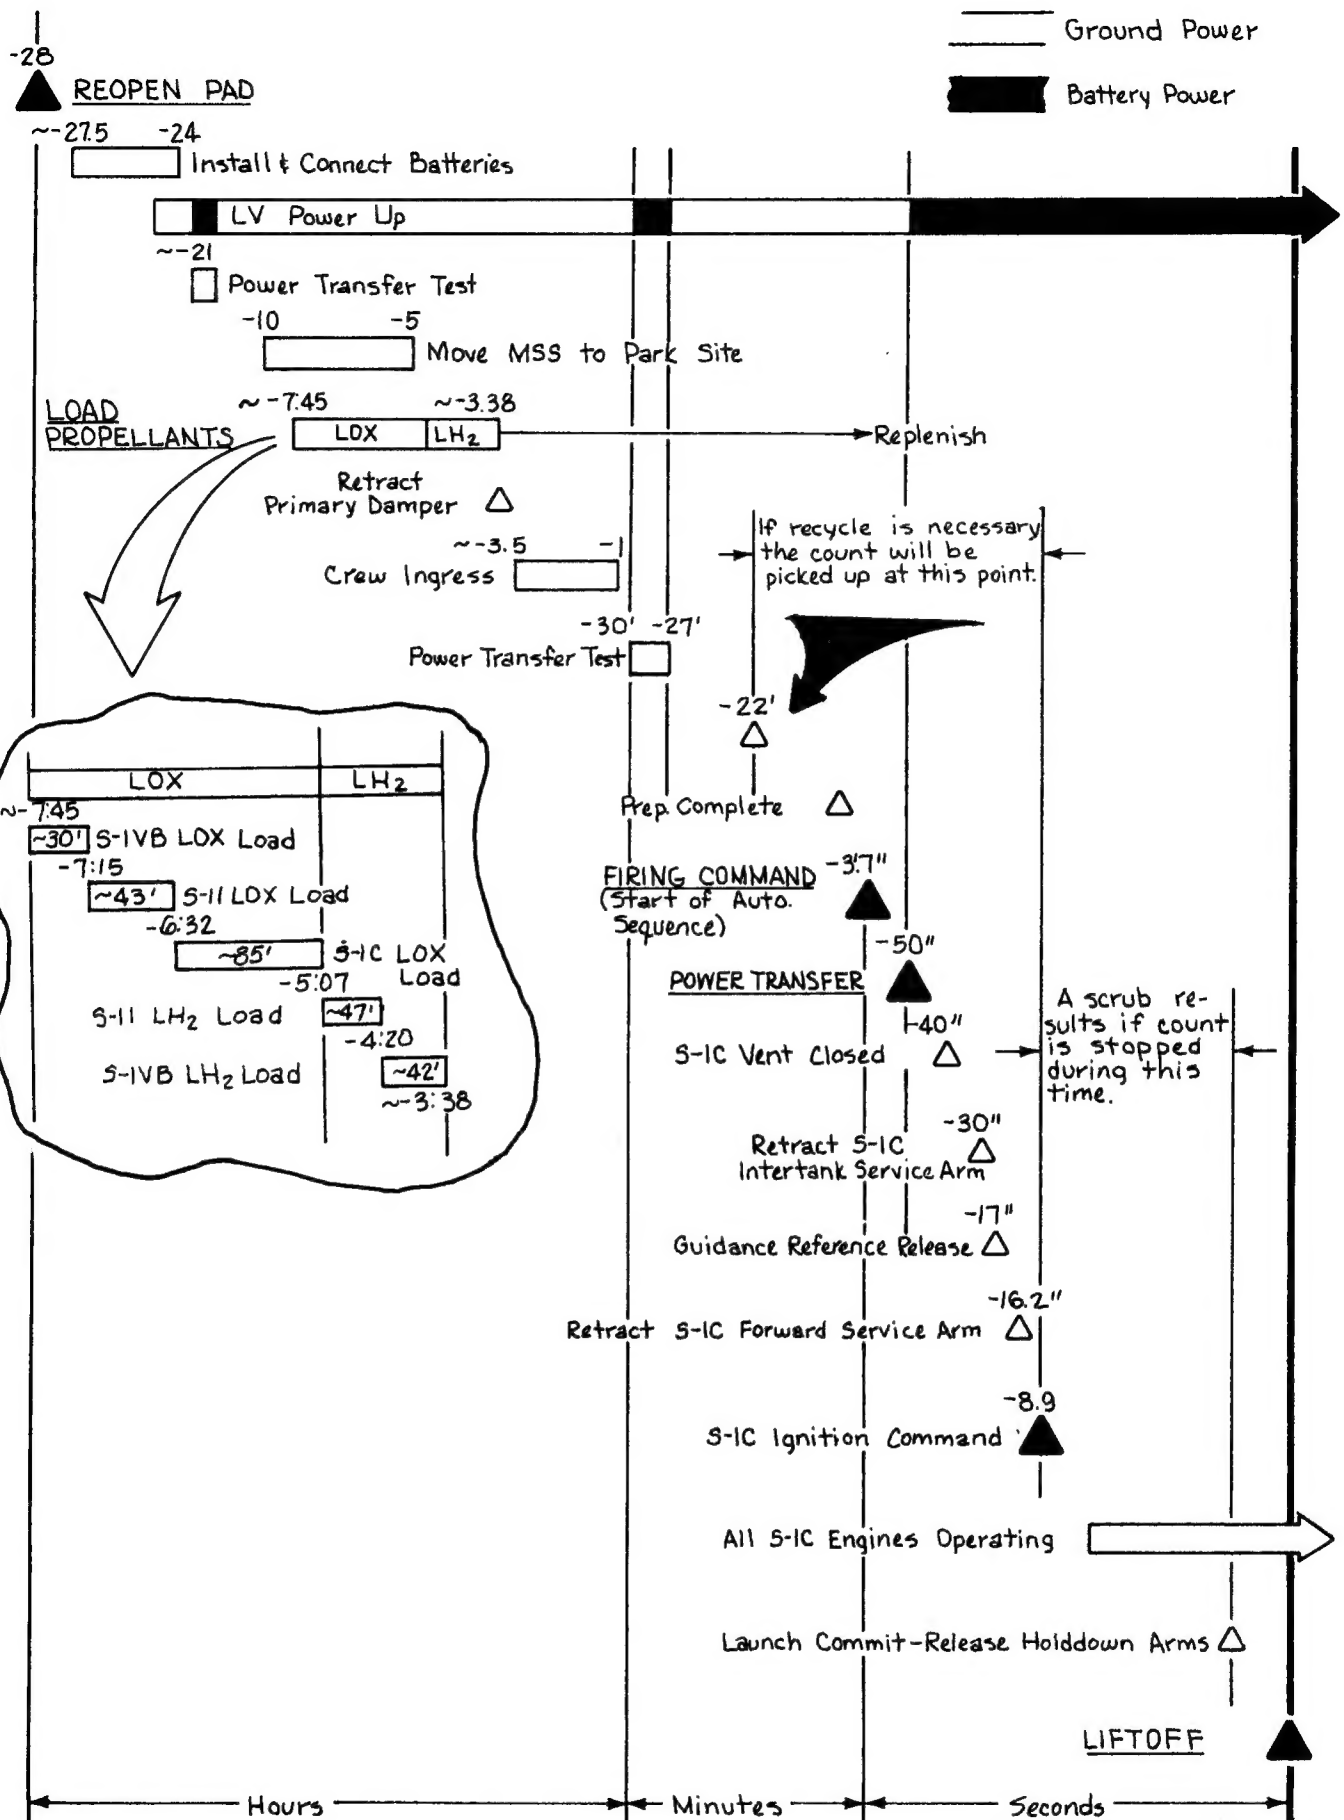 Ground Power
Battery Power
-28
REOPEN PAD
~-27.5 -24
Install & Connect Batteries
LV Power Up
~-21
Power Transfer Test
-10 -5
Move MSS to Park Site
LOAD
PROPELLANTS
~-7.45 ~-3.38
LOX LH2
Replenish
Retract
Primary Damper
~-3.5 -1
Crew Ingress
If recycle is necessary
the count will be
picked up at this point.
-30' -27'
Power Transfer Test
-22'
Prep. Complete
LOX LH2
~-7:45
~30' S-IVB LOX Load
-7:15
~43' S-II LOX Load
-6:32
~85' S-IC LOX
Load
-5:07
S-II LH2 Load ~47'
-4:20
S-IVB LH2 Load ~42'
~-3:38
-3'7"
FIRING COMMAND
(Start of Auto.
Sequence)
-50"
POWER TRANSFER
-40"
S-IC Vent Closed
A scrub re-
sults if count
is stopped
during this
time.
-30"
Retract S-IC
Intertank Service Arm
-17"
Guidance Reference Release
-16.2"
Retract S-IC Forward Service Arm
-8.9
S-IC Ignition Command
All S-IC Engines Operating
Launch Commit-Release Holddown Arms
LIFTOFF
Hours Minutes Seconds